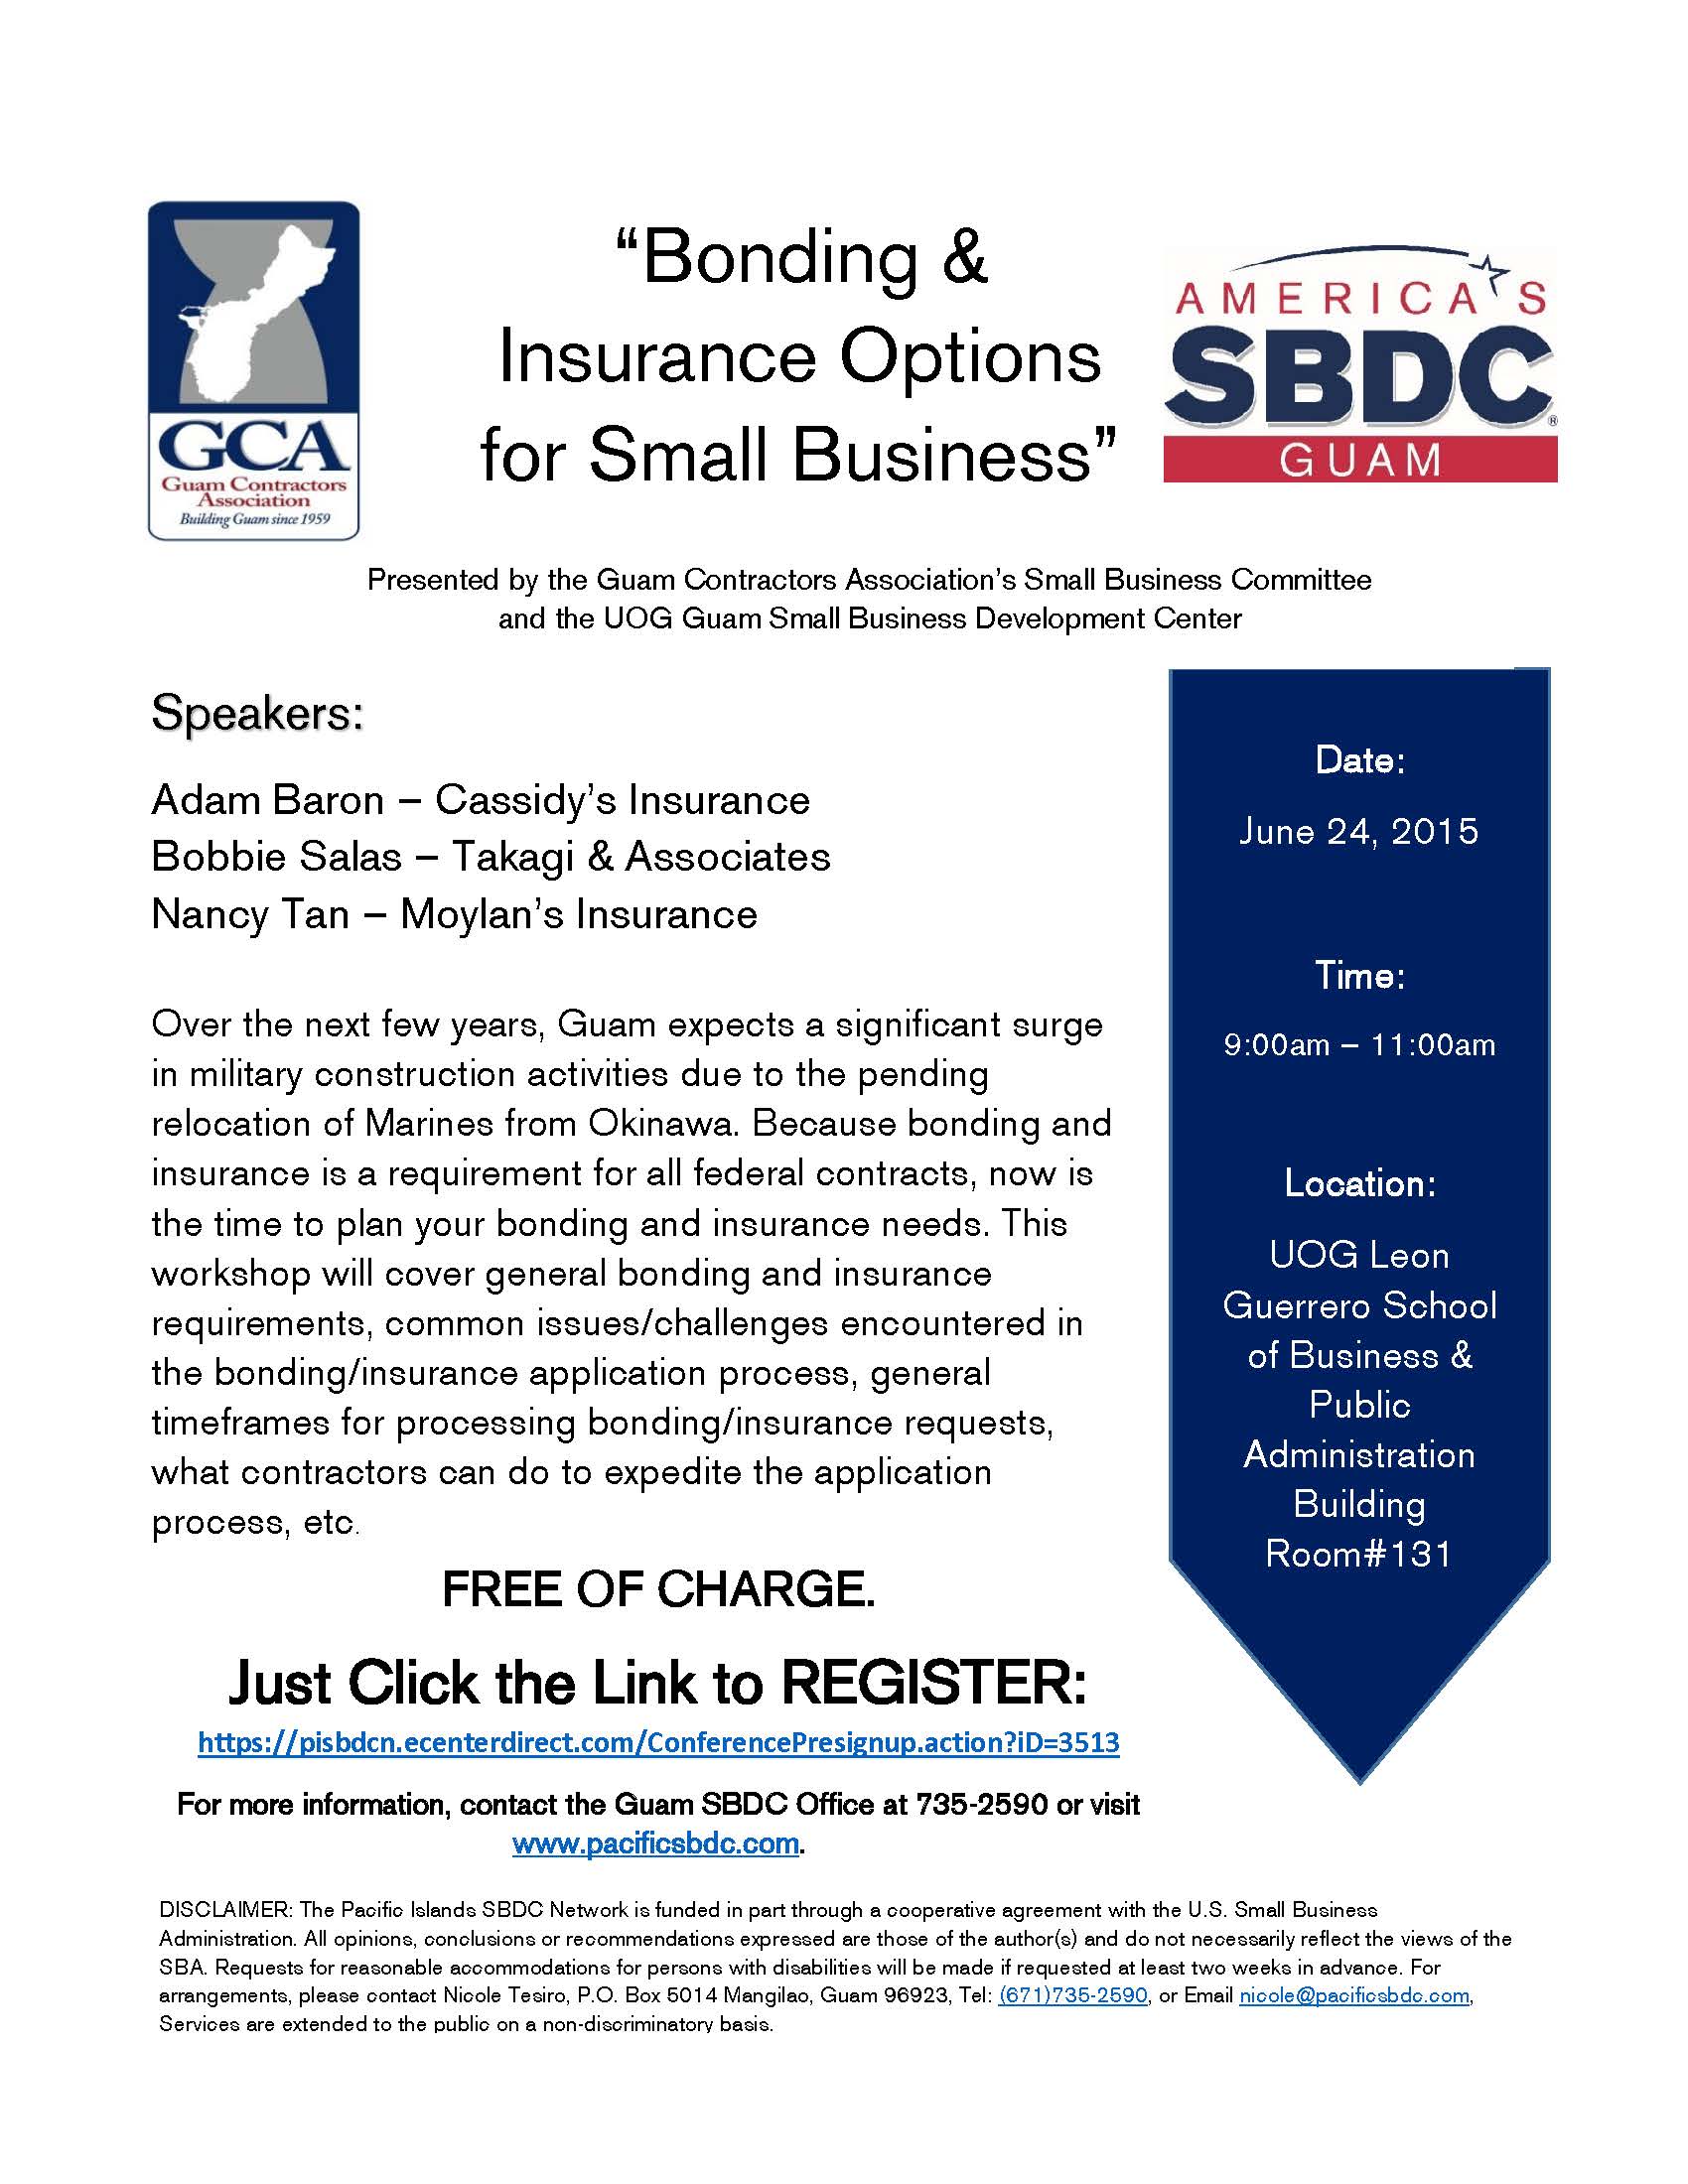 “Bonding &
Insurance Options
for Small Business”
GCA
Guam Contractors
Association
Building Guam since 1959
AMERICA'S
SBDC®
GUAM
Presented by the Guam Contractors Association’s Small Business Committee
and the UOG Guam Small Business Development Center
Speakers:
Adam Baron – Cassidy’s Insurance
Bobbie Salas – Takagi & Associates
Nancy Tan – Moylan’s Insurance
Over the next few years, Guam expects a significant surge
in military construction activities due to the pending
relocation of Marines from Okinawa. Because bonding and
insurance is a requirement for all federal contracts, now is
the time to plan your bonding and insurance needs. This
workshop will cover general bonding and insurance
requirements, common issues/challenges encountered in
the bonding/insurance application process, general
timeframes for processing bonding/insurance requests,
what contractors can do to expedite the application
process, etc.
FREE OF CHARGE.
Just Click the Link to REGISTER:
https://pisbdcn.ecenterdirect.com/ConferencePresignup.action?iD=3513
For more information, contact the Guam SBDC Office at 735-2590 or visit
www.pacificsbdc.com.
Date:
June 24, 2015
Time:
9:00am – 11:00am
Location:
UOG Leon
Guerrero School
of Business &
Public
Administration
Building
Room#131
DISCLAIMER: The Pacific Islands SBDC Network is funded in part through a cooperative agreement with the U.S. Small Business
Administration. All opinions, conclusions or recommendations expressed are those of the author(s) and do not necessarily reflect the views of the
SBA. Requests for reasonable accommodations for persons with disabilities will be made if requested at least two weeks in advance. For
arrangements, please contact Nicole Tesiro, P.O. Box 5014 Mangilao, Guam 96923, Tel: (671)735-2590, or Email nicole@pacificsbdc.com,
Services are extended to the public on a non-discriminatory basis.